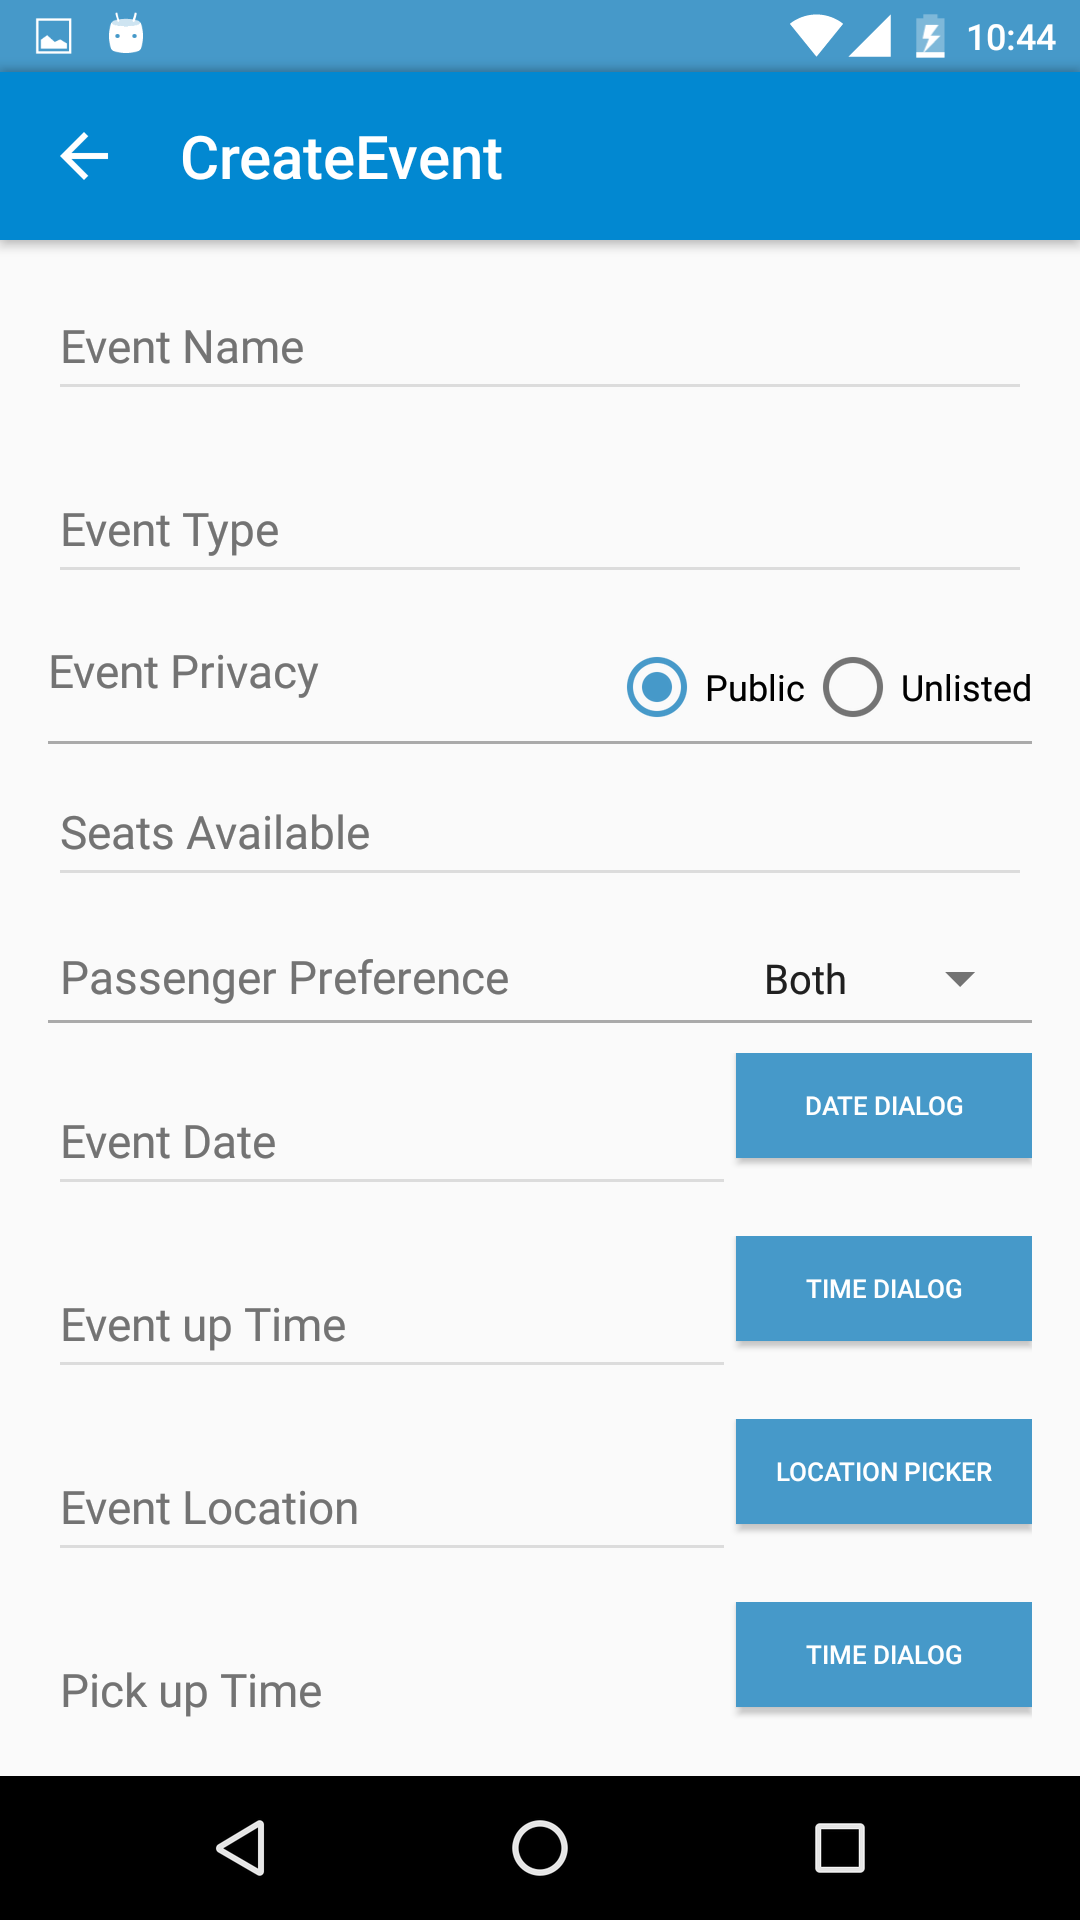 10:44
CreateEvent
Event Name
Event Type
Event Privacy
Public
Unlisted
Seats Available
Passenger Preference
Both
DATE DIALOG
Event Date
TIME DIALOG
Event up Time
LOCATION PICKER
Event Location
TIME DIALOG
Pick up Time